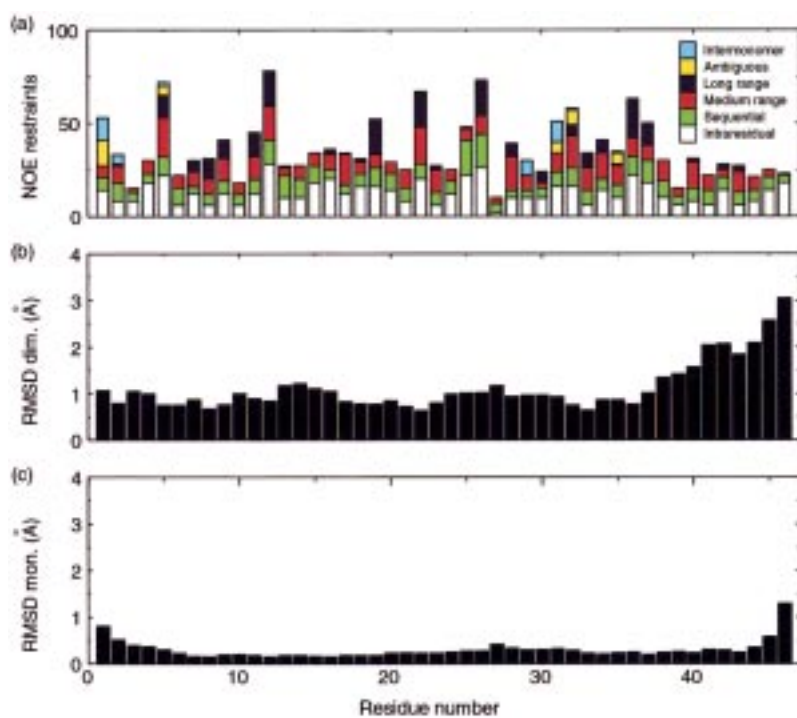 (a)
100
50
0
NOE restraints
Intermonomer
Ambiguous
Long range
Medium range
Sequential
Intraresidual
(b)
4
3
2
1
0
RMSD dim. (Å)
(c)
4
3
2
1
0
RMSD mon. (Å)
0
10
20
30
40
Residue number